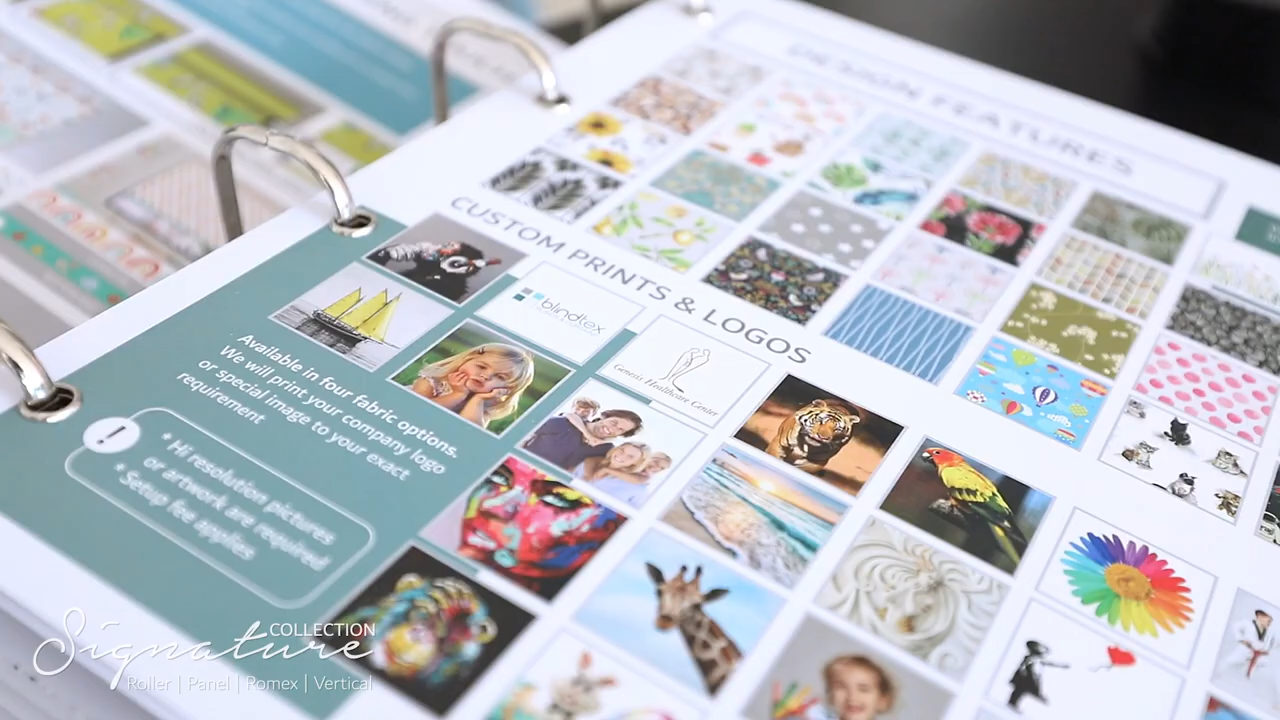 DESIGN FEATURES
CUSTOM PRINTS & LOGOS
blindtex
Genesis Healthcare Center
Available in four fabric options.
We will print your company logo
or special image to your exact
requirement
!
* Hi resolution pictures
or artwork are required
* Setup fee applies
Signature COLLECTION
Roller | Panel | Romex | Vertical